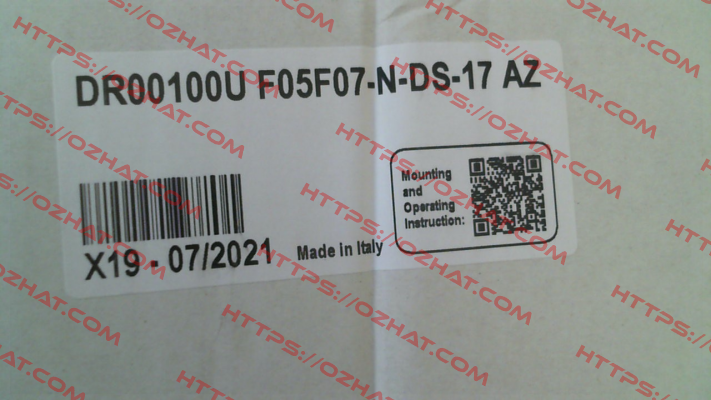 DR00100U F05F07-N-DS-17 AZ
Mounting
and
Operating
Instruction:
X19 - 07/2021
Made in Italy
HTTPS://OZHAT.COM